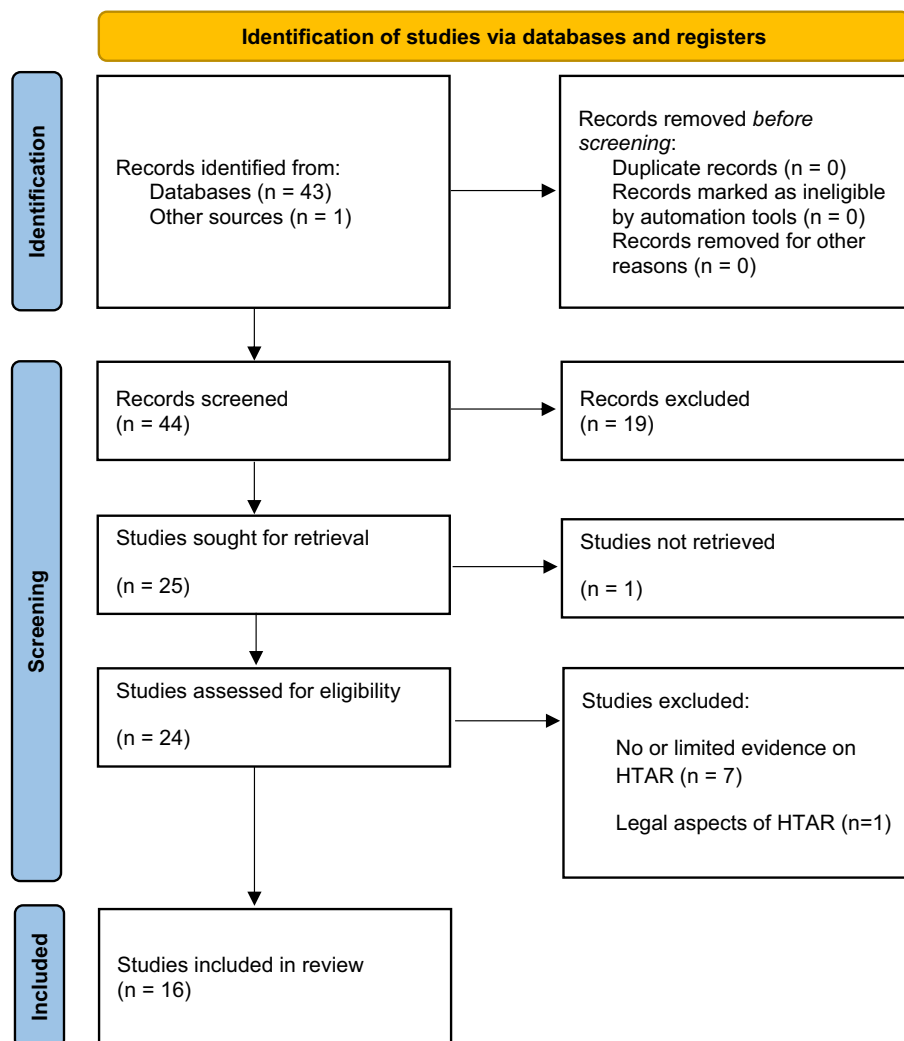 Identification of studies via databases and registers
Identification
Records identified from:
Databases (n = 43)
Other sources (n = 1)
Records removed before
screening:
Duplicate records (n = 0)
Records marked as ineligible
by automation tools (n = 0)
Records removed for other
reasons (n = 0)
Screening
Records screened
(n = 44)
Records excluded
(n = 19)
Studies sought for retrieval
(n = 25)
Studies not retrieved
(n = 1)
Studies assessed for eligibility
(n = 24)
Studies excluded:
No or limited evidence on
HTAR (n = 7)
Legal aspects of HTAR (n=1)
Included
Studies included in review
(n = 16)